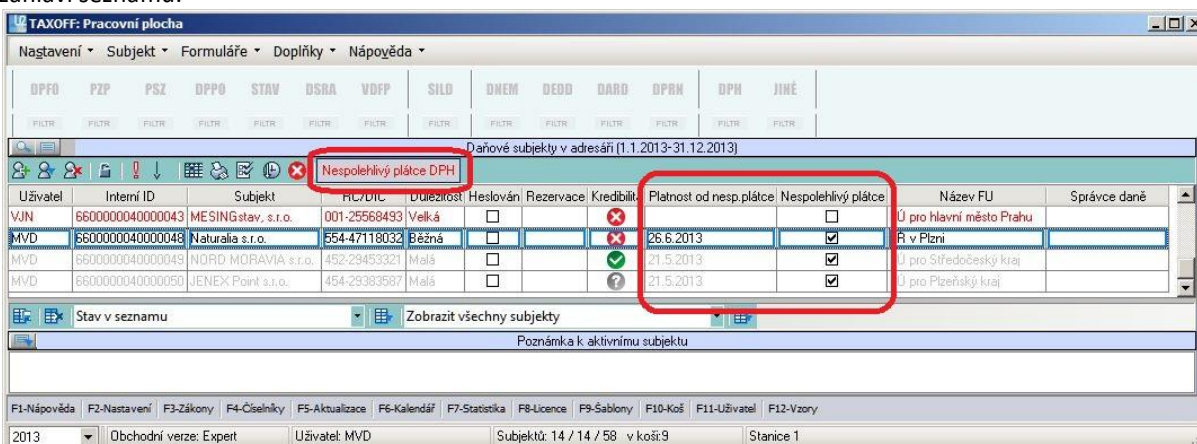 záhlaví seznamu.
TAXOFF: Pracovní plocha
Nastavení Subjekt Formuláře Doplňky Nápověda
DPFO PZP PSZ DPPO STAV DSRA VDFP SILD DNEM DEDD DARD DPRN DPH JINÉ
FILTR FILTR FILTR FILTR FILTR FILTR FILTR FILTR FILTR FILTR FILTR FILTR FILTR FILTR
Daňové subjekty v adresáři (1.1.2013-31.12.2013)
Nespolehlivý plátce DPH
Uživatel Interní ID Subjekt RČ/DIČ Důležitost Heslován Rezervace Kredibilita Platnost od nesp.plátce Nespolehlivý plátce Název FU Správce daně
VJN 6600000040000043 MESINGstav, s.r.o. 001-25568493 Velká Ú pro hlavní město Prahu
MVD 6600000040000048 Naturalia s.r.o. 554-47118032 Běžná 26.6.2013 Ř v Plzni
MVD 6600000040000049 NORD MORAVIA s.r.o. 452-29453321 Malá 21.5.2013 Ú pro Středočeský kraj
MVD 6600000040000050 JENEX Point s.r.o. 454-29383587 Malá 21.5.2013 Ú pro Plzeňský kraj
Stav v seznamu Zobrazit všechny subjekty
Poznámka k aktivnímu subjektu
F1-Nápověda F2-Nastavení F3-Zákony F4-Číselníky F5-Aktualizace F6-Kalendář F7-Statistika F8-Licence F9-Šablony F10-Koš F11-Uživatel F12-Vzory
2013 Obchodní verze: Expert Uživatel: MVD Subjektů: 14 / 14 / 58 v koši:9 Stanice 1